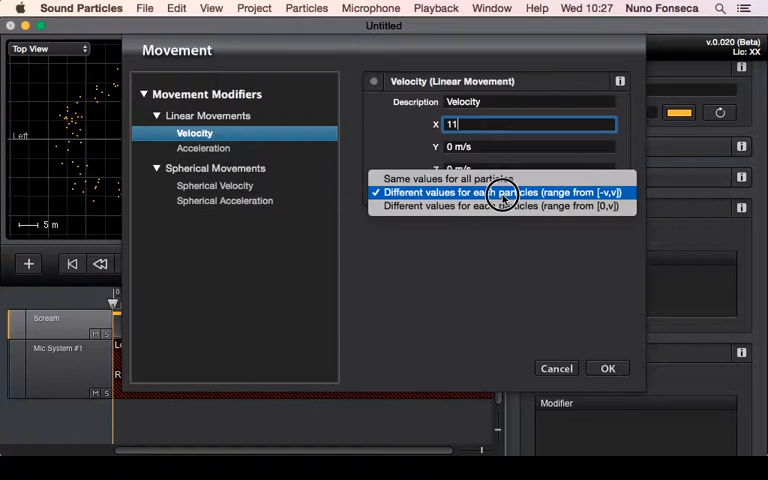 Sound Particles File Edit View Project Particles Microphone Playback Window Help Wed 10:27 Nuno Fonseca
Untitled
Top View
v.0.020 (Beta)
Lic: XX
Movement
Movement Modifiers
Linear Movements
Velocity
Acceleration
Spherical Movements
Spherical Velocity
Spherical Acceleration
Velocity (Linear Movement)
Description Velocity
X 11
Y 0 m/s
Z 0 m/s
Same values for all particles
Different values for each particles (range from [-v,v])
Different values for each particles (range from [0,v])
Left
5 m
Scream
M S
Mic System #1
M S
L
R
Cancel OK
Modifier